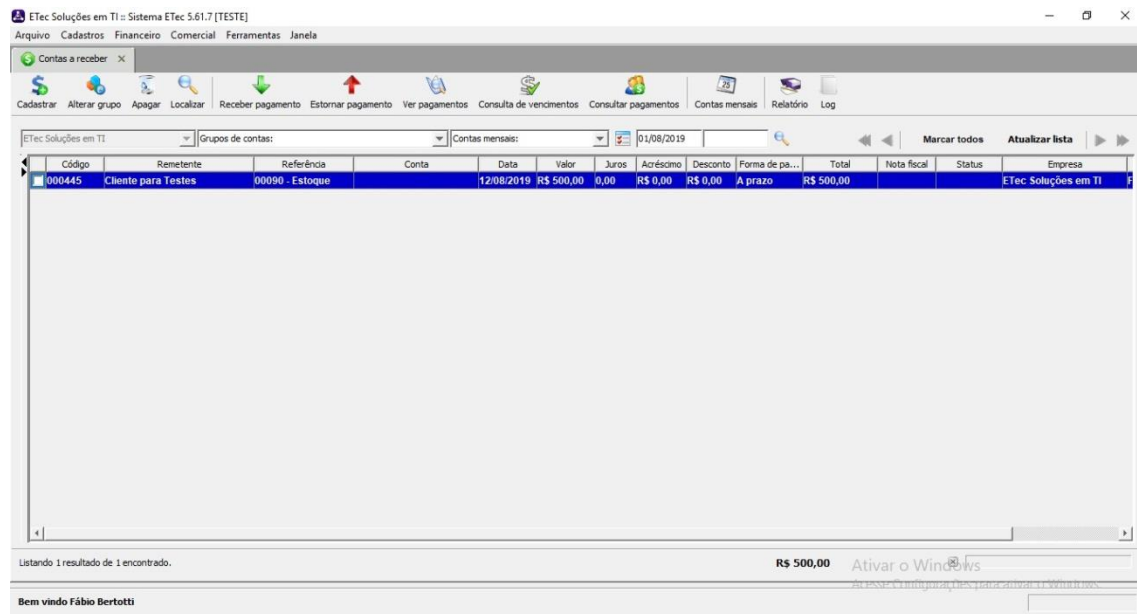 ETec Soluções em TI :: Sistema ETec 5.61.7 [TESTE]
Arquivo Cadastros Financeiro Comercial Ferramentas Janela
Contas a receber
Cadastrar Alterar grupo Apagar Localizar Receber pagamento Estornar pagamento Ver pagamentos Consulta de vencimentos Consultar pagamentos Contas mensais Relatório Log
ETec Soluções em TI Grupos de contas: Contas mensais: 01/08/2019 Marcar todos Atualizar lista
Código Remetente Referência Conta Data Valor Juros Acréscimo Desconto Forma de pa... Total Nota fiscal Status Empresa
000445 Cliente para Testes 00090 - Estoque 12/08/2019 R$ 500,00 0,00 R$ 0,00 R$ 0,00 A prazo R$ 500,00 ETec Soluções em TI F
Listando 1 resultado de 1 encontrado. R$ 500,00
Ativar o Windows
Acesse Configurações para ativar o Windows.
Bem vindo Fábio Bertotti